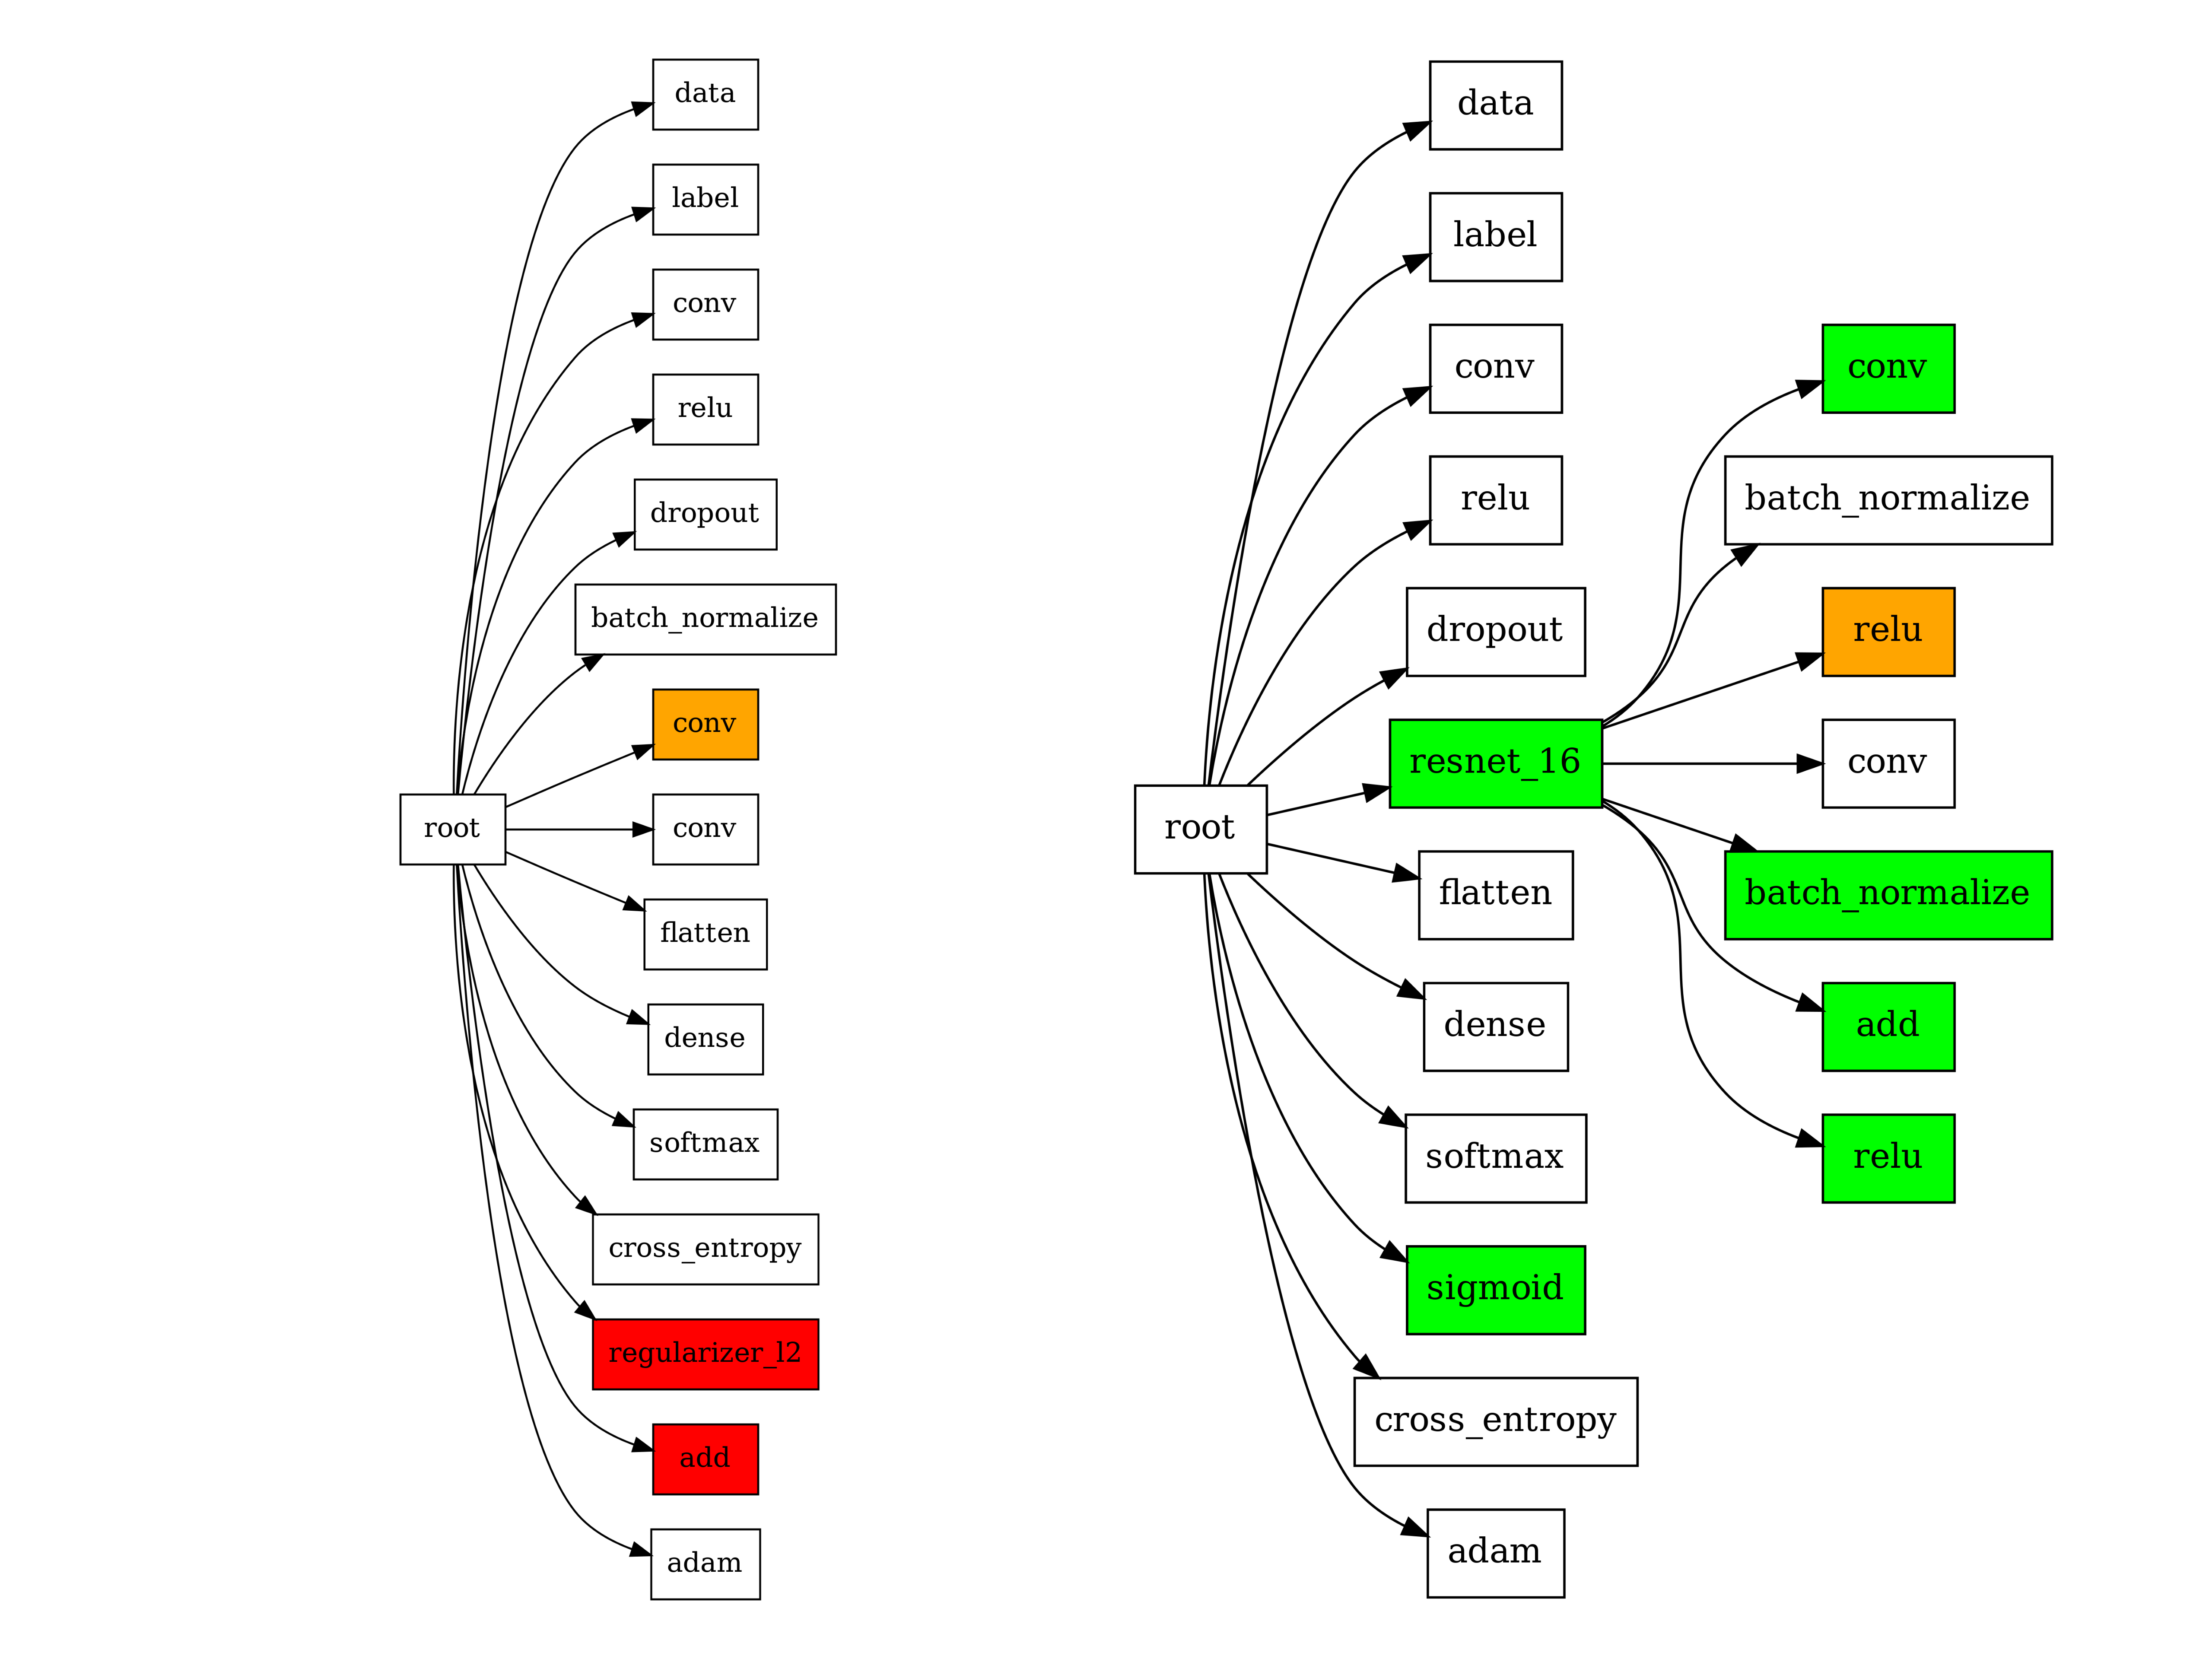 data
label
conv
relu
dropout
batch_normalize
conv
root
conv
flatten
dense
softmax
cross_entropy
regularizer_l2
add
adam
data
label
conv
relu
dropout
resnet_16
root
flatten
dense
softmax
sigmoid
cross_entropy
adam
conv
batch_normalize
relu
conv
batch_normalize
add
relu